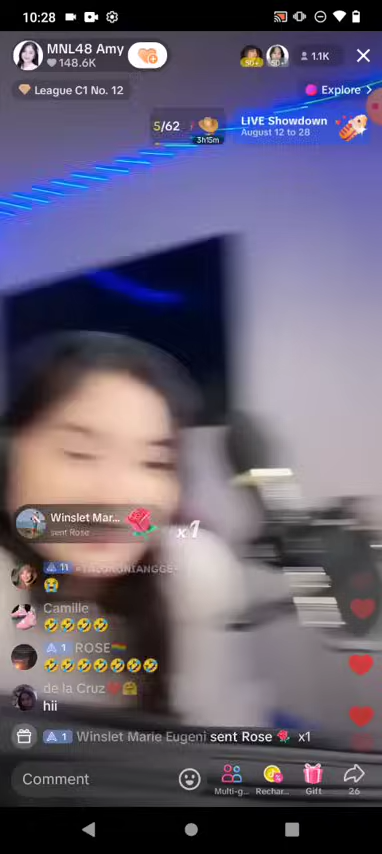 10:28
MNL48 Amy
148.6K
50+
50+
1.1K
League C1 No. 12
Explore >
5/62
3h15m
LIVE Showdown
August 12 to 28
Winslet Mar...
sent Rose
x1
11
😭
Camille
🤣🤣🤣🤣
1 ROSE🏳️‍🌈
🤣🤣🤣🤣🤣🤣🤣
de la Cruz
hii
1 Winslet Marie Eugeni sent Rose 🌹 x1
Comment
Multi-g...
Rechar...
Gift
26